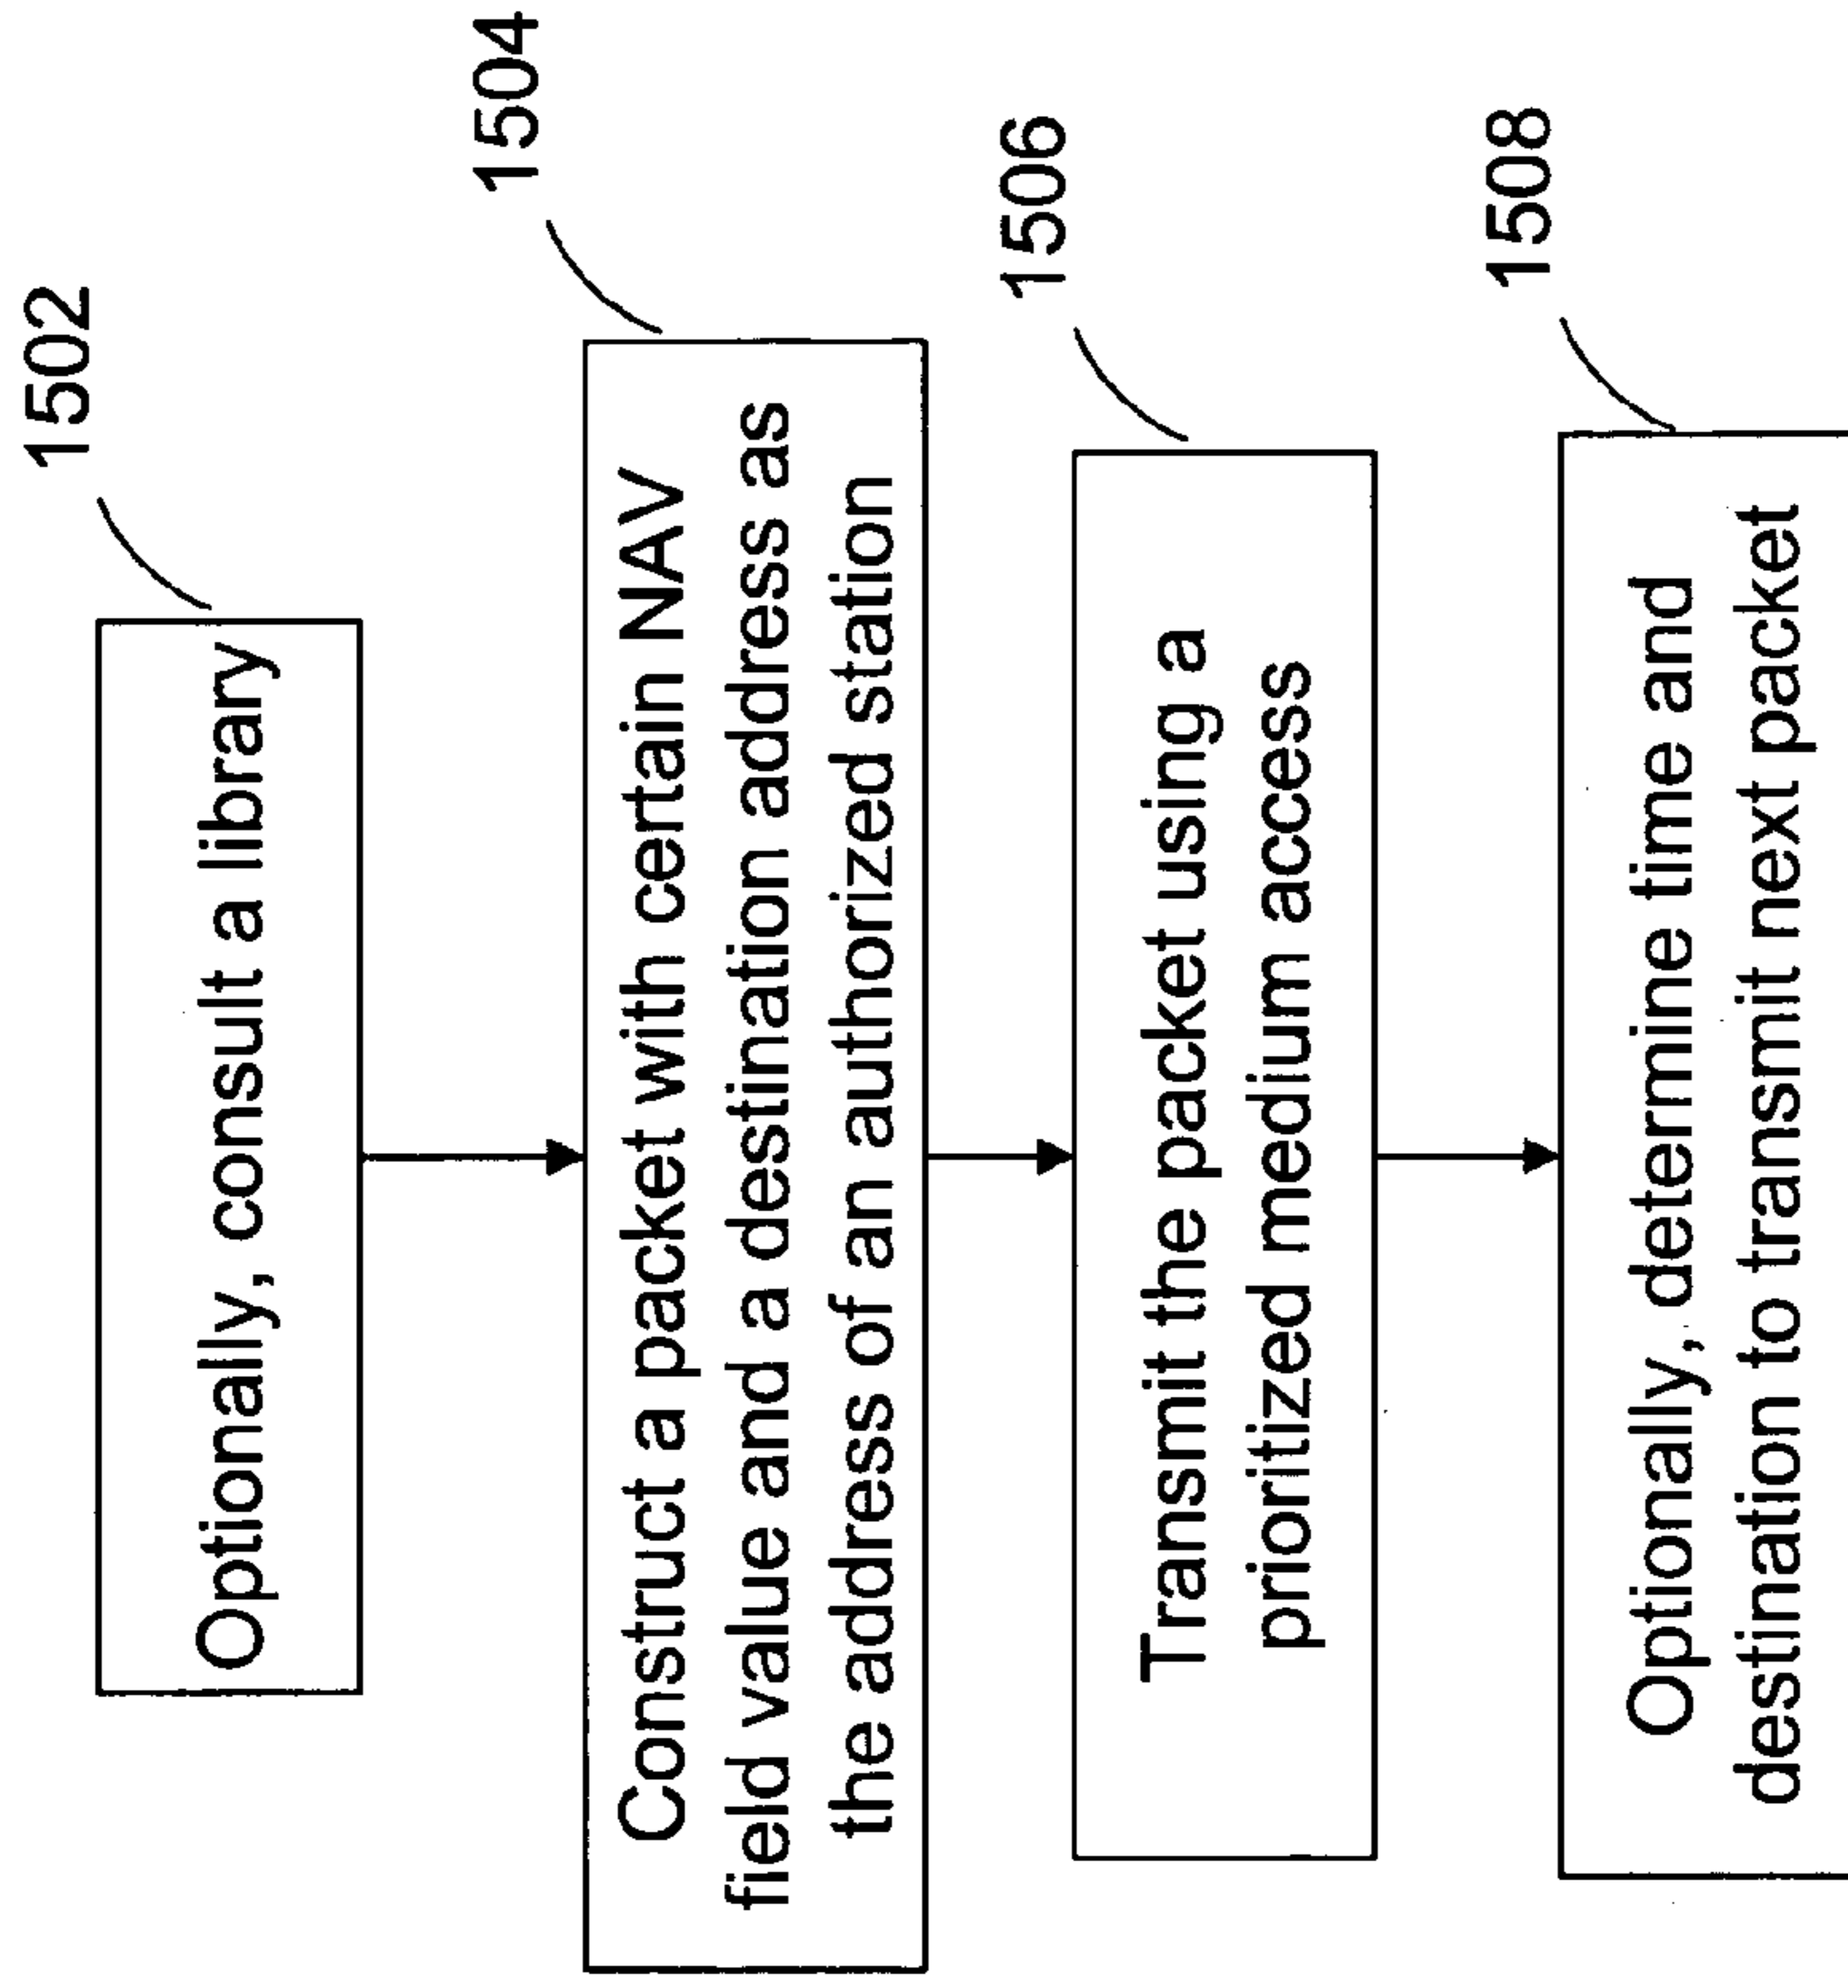 1502
Optionally, consult a library
1504
Construct a packet with certain NAV
field value and a destination address as
the address of an authorized station
1506
Transmit the packet using a
prioritized medium access
1508
Optionally, determine time and
destination to transmit next packet